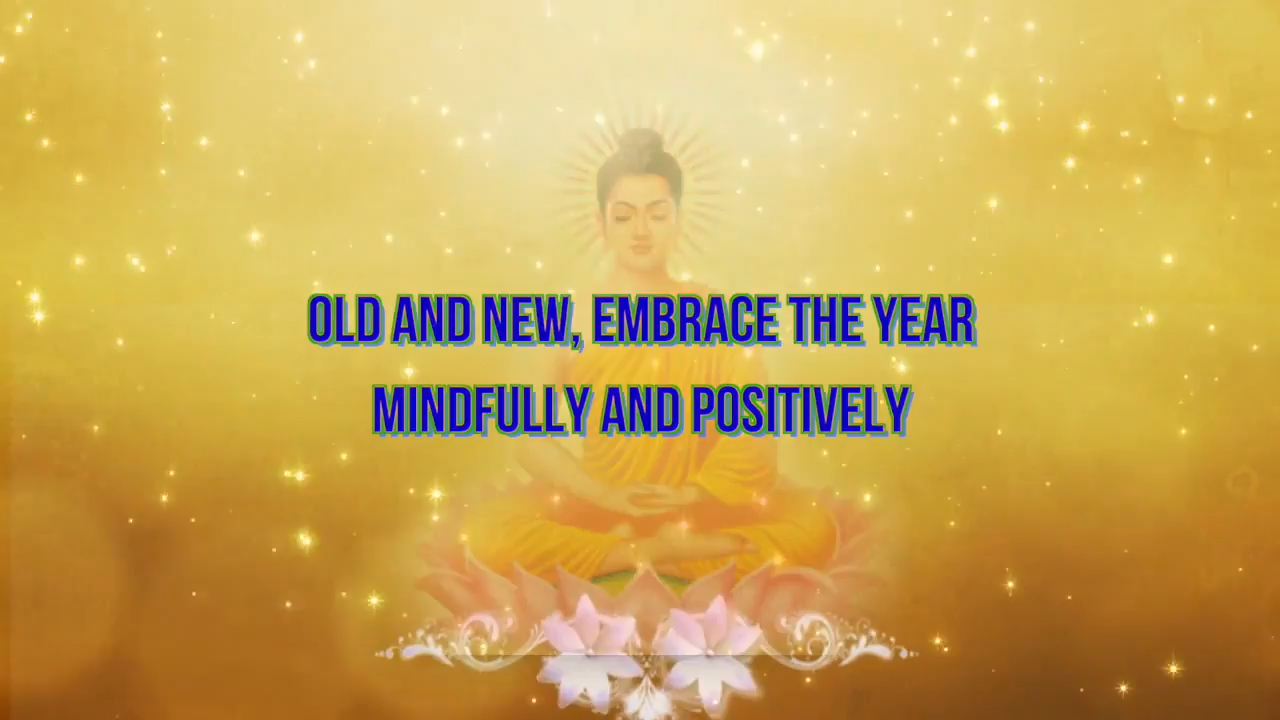 OLD AND NEW, EMBRACE THE YEAR
MINDFULLY AND POSITIVELY